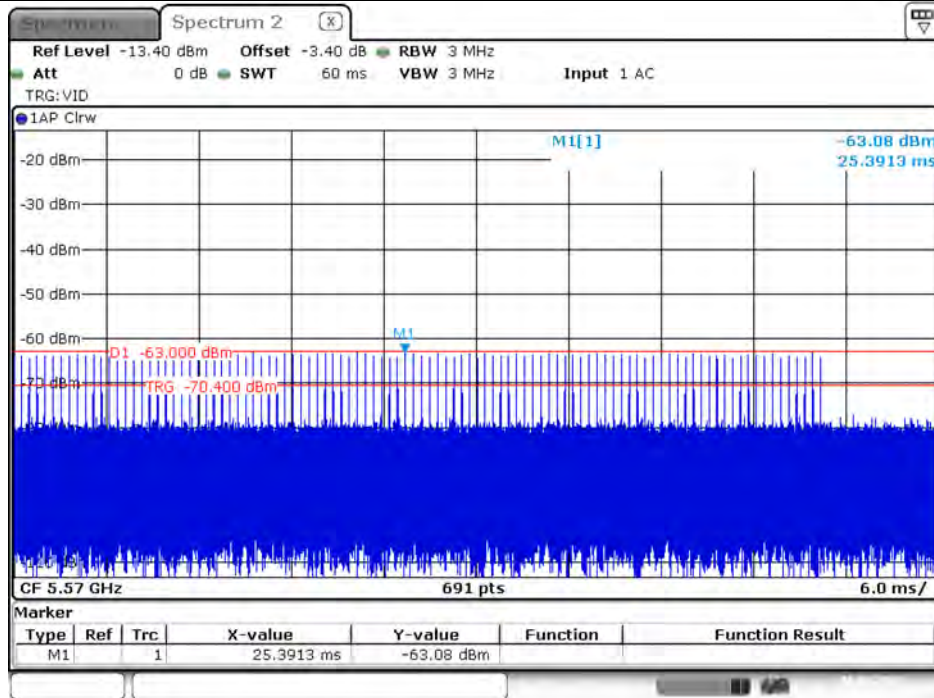 Spectrum 2 X
Ref Level -13.40 dBm Offset -3.40 dB RBW 3 MHz
Att 0 dB SWT 60 ms VBW 3 MHz Input 1 AC
TRG:VID
1AP Clrw
M1[1] -63.08 dBm
25.3913 ms
-20 dBm
-30 dBm
-40 dBm
-50 dBm
-60 dBm
M1
D1 -63.000 dBm
-70 dBm
TRG -70.400 dBm
CF 5.57 GHz 691 pts 6.0 ms/
Marker
Type Ref Trc X-value Y-value Function Function Result
M1 1 25.3913 ms -63.08 dBm